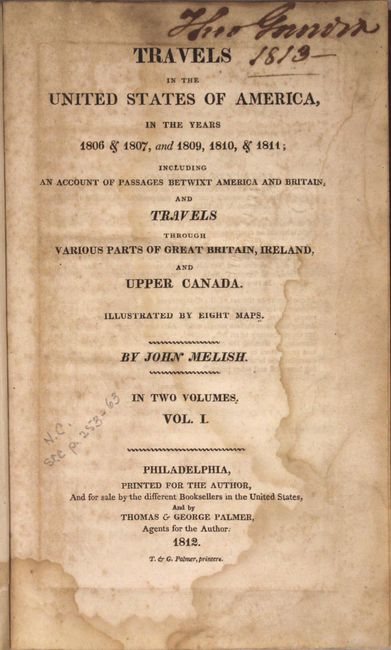 1813
TRAVELS
IN THE
UNITED STATES OF AMERICA,
IN THE YEARS
1806 & 1807, and 1809, 1810, & 1811;
INCLUDING
AN ACCOUNT OF PASSAGES BETWIXT AMERICA AND BRITAIN,
AND
TRAVELS
THROUGH
VARIOUS PARTS OF GREAT BRITAIN, IRELAND,
AND
UPPER CANADA.
ILLUSTRATED BY EIGHT MAPS.
BY JOHN MELISH.
IN TWO VOLUMES.
VOL. I.
N.C.
see p. 253-63
PHILADELPHIA,
PRINTED FOR THE AUTHOR,
And for sale by the different Booksellers in the United States,
And by
THOMAS & GEORGE PALMER,
Agents for the Author.
1812.
T. & G. Palmer, printers.